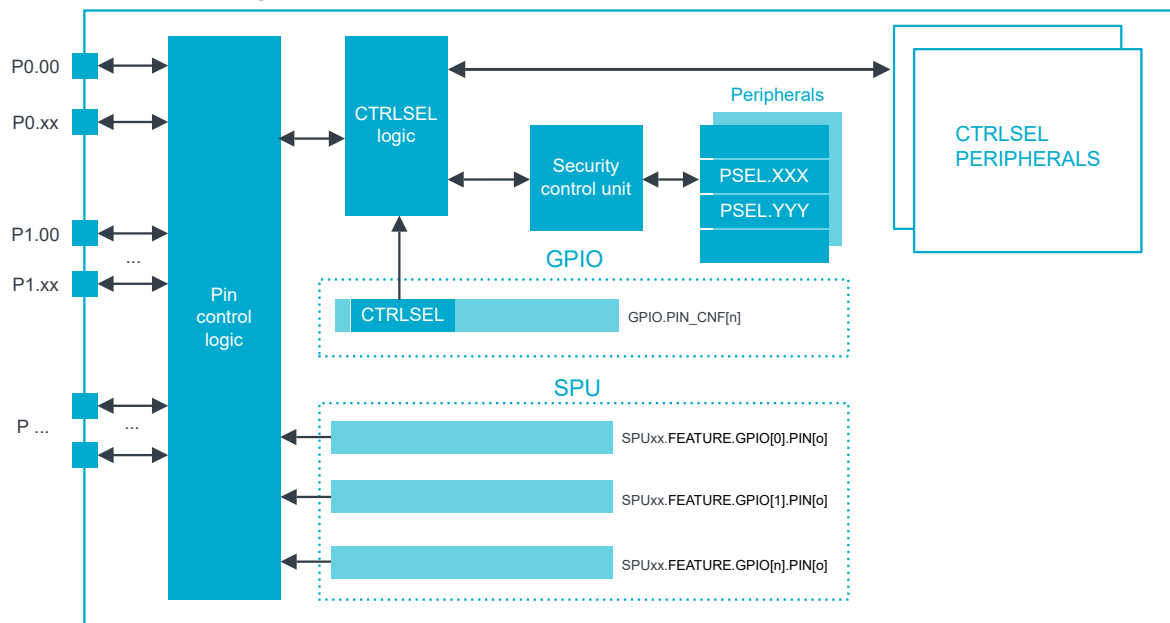 P0.00
P0.xx
P1.00
...
P1.xx
P ...
...
Pin
control
logic
CTRLSEL
logic
Security
control unit
Peripherals
PSEL.XXX
PSEL.YYY
CTRLSEL
PERIPHERALS
GPIO
CTRLSEL
GPIO.PIN_CNF[n]
SPU
SPUxx.FEATURE.GPIO[0].PIN[o]
SPUxx.FEATURE.GPIO[1].PIN[o]
SPUxx.FEATURE.GPIO[n].PIN[o]